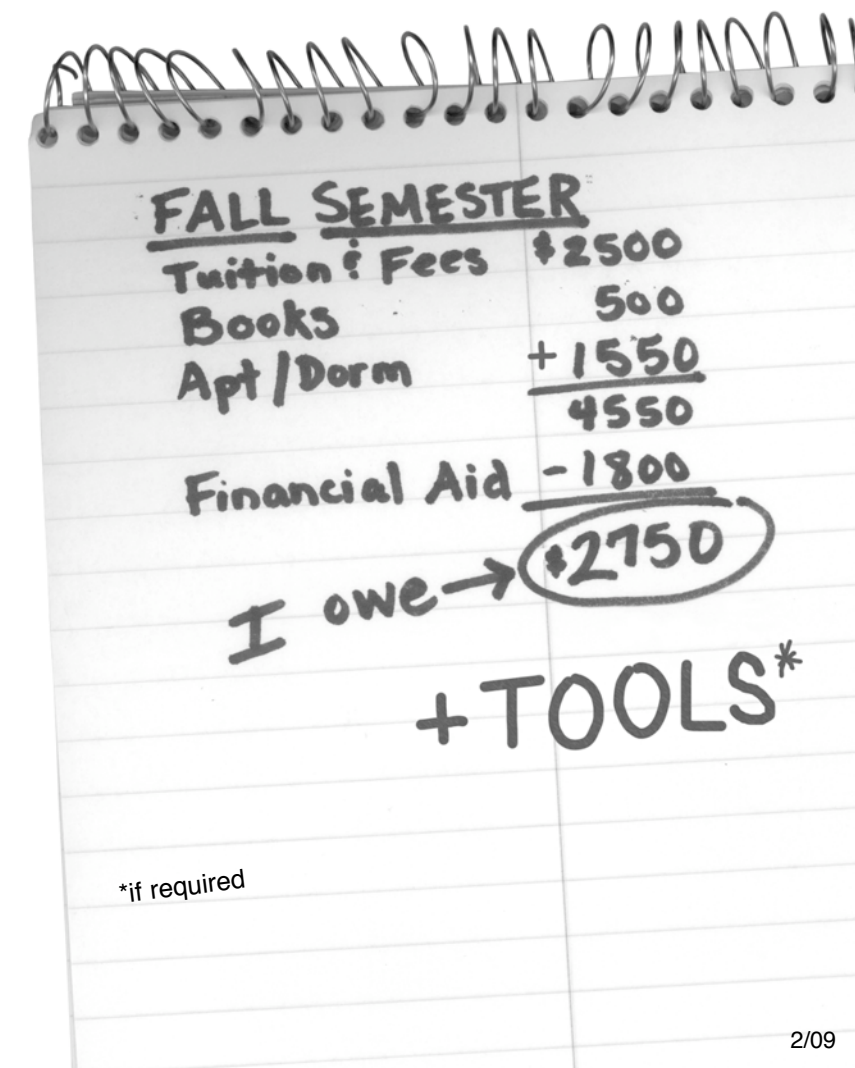 FALL SEMESTER
Tuition & Fees $2500
Books 500
Apt/Dorm + 1550
4550
Financial Aid - 1800
I owe → $2750
+ TOOLS*
*if required
2/09